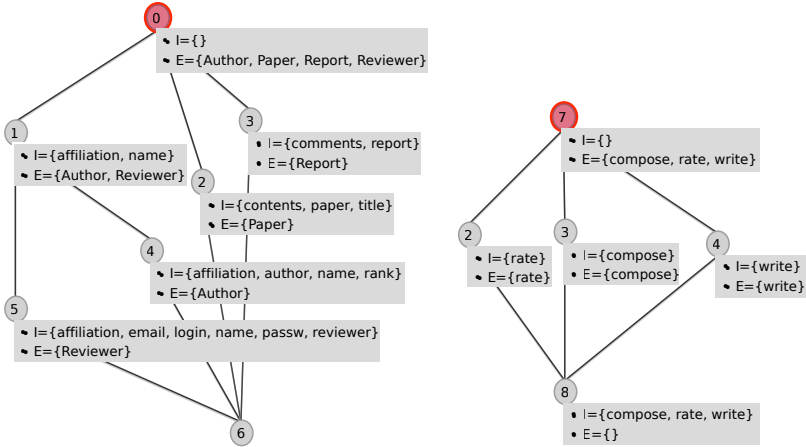 0
I={}
E={Author, Paper, Report, Reviewer}
1
I={affiliation, name}
E={Author, Reviewer}
3
I={comments, report}
E={Report}
2
I={contents, paper, title}
E={Paper}
4
I={affiliation, author, name, rank}
E={Author}
5
I={affiliation, email, login, name, passw, reviewer}
E={Reviewer}
6
7
I={}
E={compose, rate, write}
2
I={rate}
E={rate}
3
I={compose}
E={compose}
4
I={write}
E={write}
8
I={compose, rate, write}
E={}